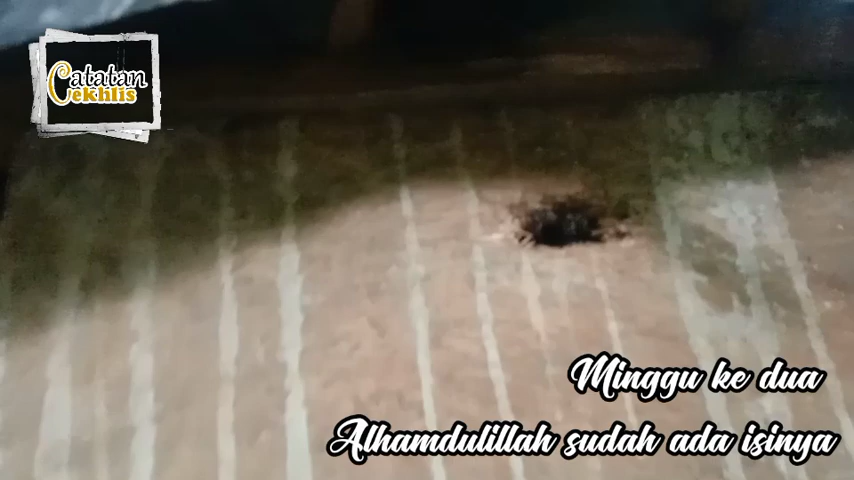 Catatan
Cekhlis
Minggu ke dua
Alhamdulillah sudah ada isinya